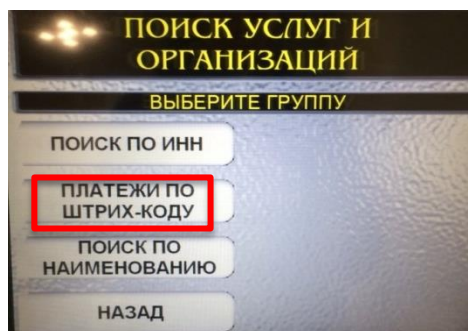 ПОИСК УСЛУГ И
ОРГАНИЗАЦИЙ
ВЫБЕРИТЕ ГРУППУ
ПОИСК ПО ИНН
ПЛАТЕЖИ ПО
ШТРИХ-КОДУ
ПОИСК ПО
НАИМЕНОВАНИЮ
НАЗАД